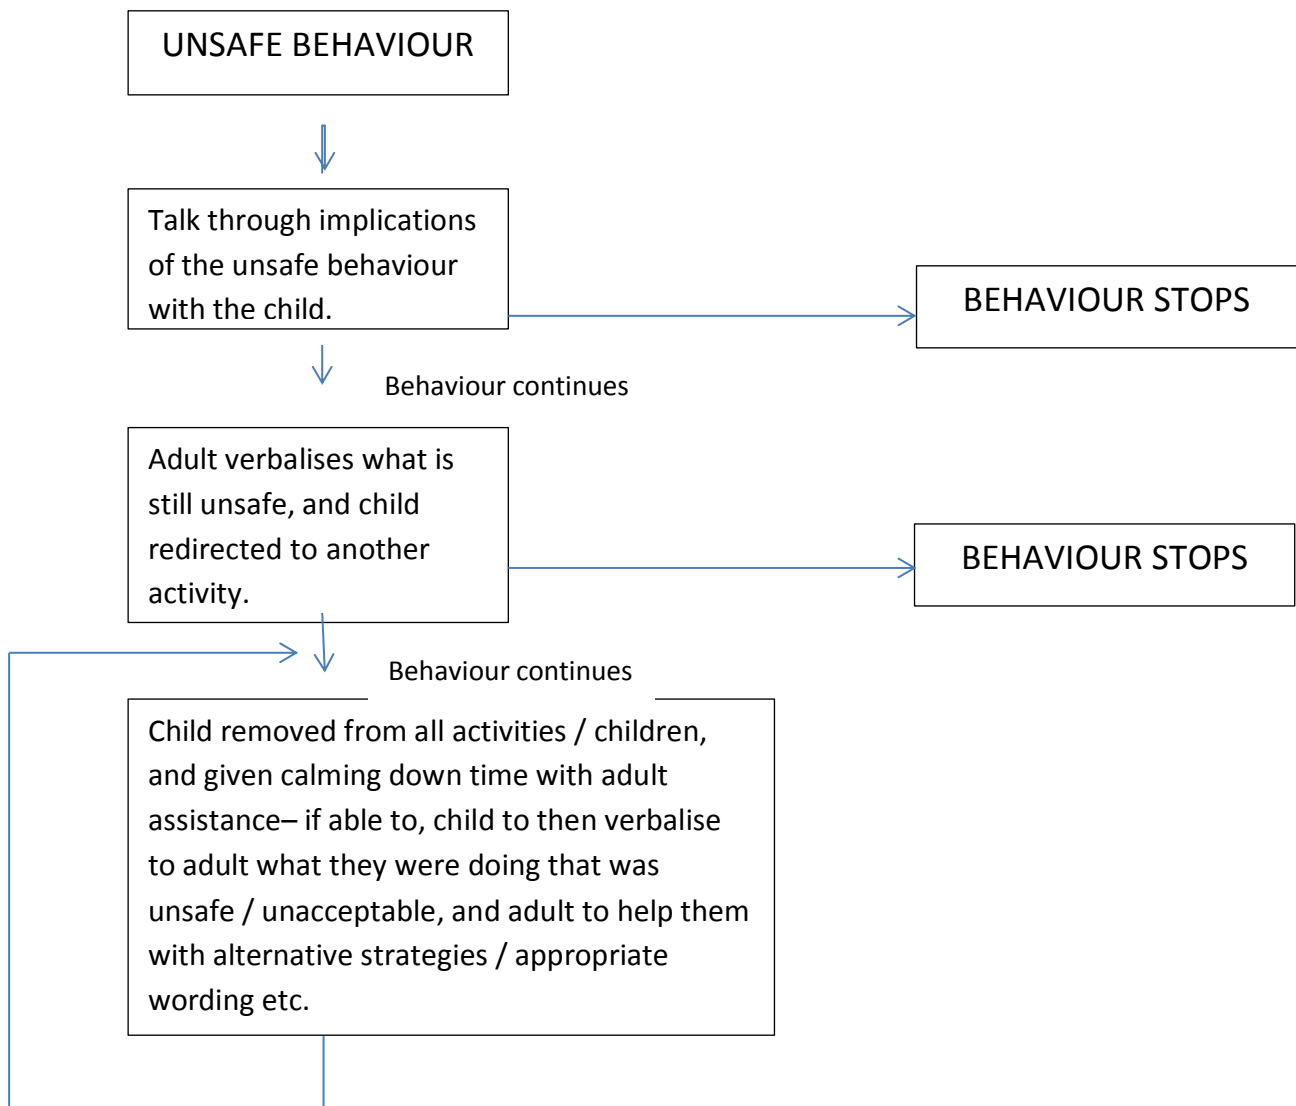 UNSAFE BEHAVIOUR
Talk through implications
of the unsafe behaviour
with the child.
BEHAVIOUR STOPS
Behaviour continues
Adult verbalises what is
still unsafe, and child
redirected to another
activity.
BEHAVIOUR STOPS
Behaviour continues
Child removed from all activities / children,
and given calming down time with adult
assistance– if able to, child to then verbalise
to adult what they were doing that was
unsafe / unacceptable, and adult to help them
with alternative strategies / appropriate
wording etc.